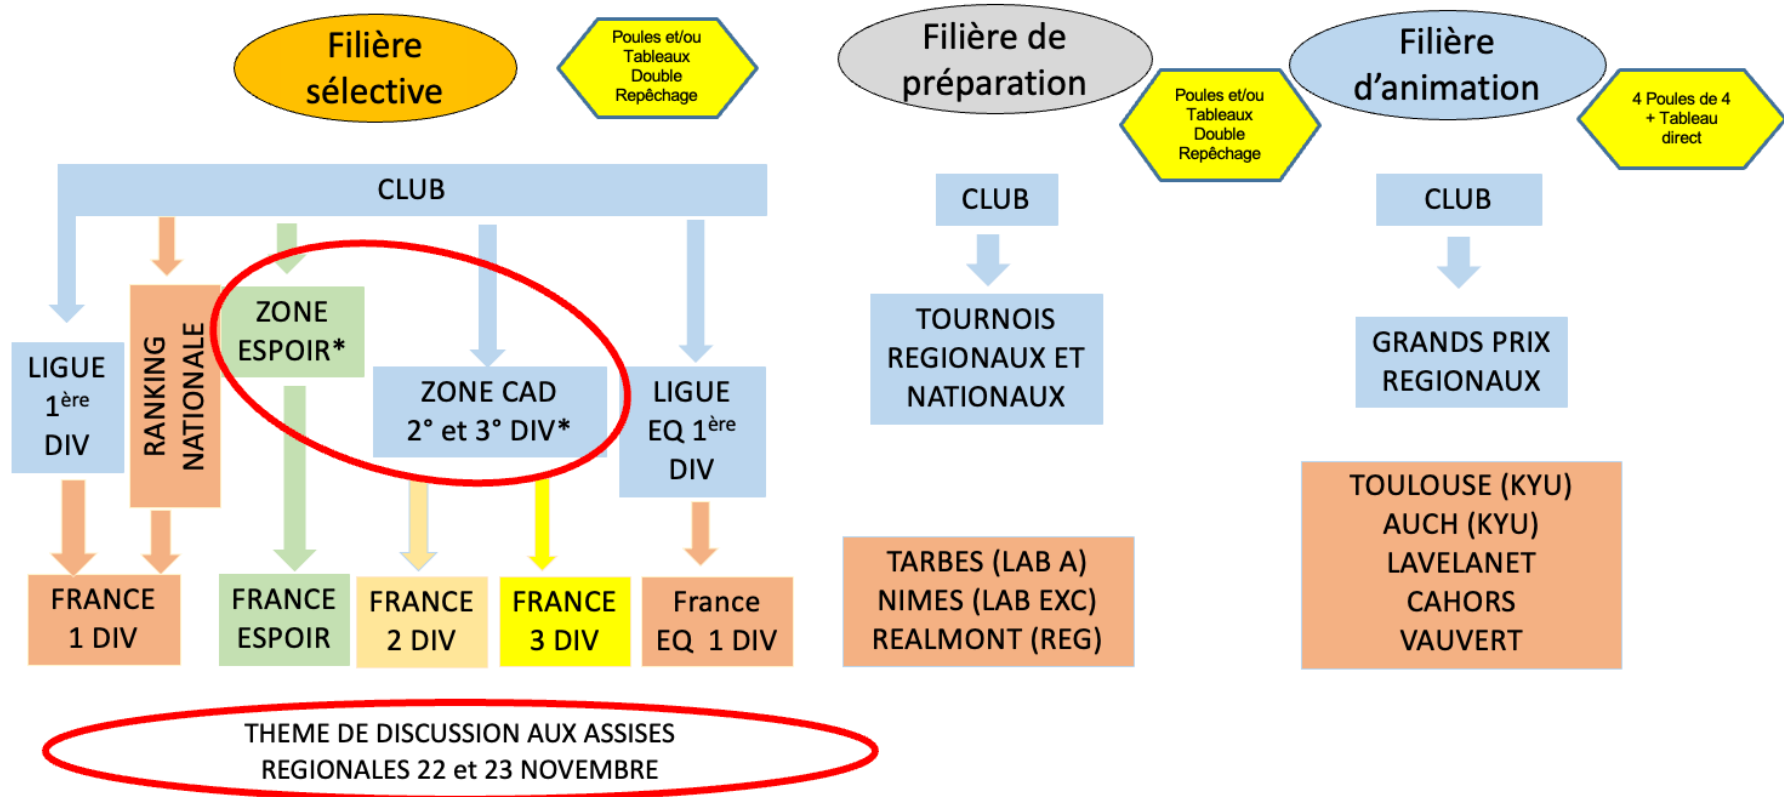 Filière
sélective
Poules et/ou
Tableaux
Double
Repêchage
CLUB
LIGUE
1ère
DIV
RANKING
NATIONALE
ZONE
ESPOIR*
ZONE CAD
2° et 3° DIV*
LIGUE
EQ 1ère
DIV
FRANCE
1 DIV
FRANCE
ESPOIR
FRANCE
2 DIV
FRANCE
3 DIV
France
EQ 1 DIV
THEME DE DISCUSSION AUX ASSISES
REGIONALES 22 et 23 NOVEMBRE
Filière de
préparation
Poules et/ou
Tableaux
Double
Repêchage
CLUB
TOURNOIS
REGIONAUX ET
NATIONAUX
TARBES (LAB A)
NIMES (LAB EXC)
REALMONT (REG)
Filière
d'animation
4 Poules de 4
+ Tableau
direct
CLUB
GRANDS PRIX
REGIONAUX
TOULOUSE (KYU)
AUCH (KYU)
LAVELANET
CAHORS
VAUVERT